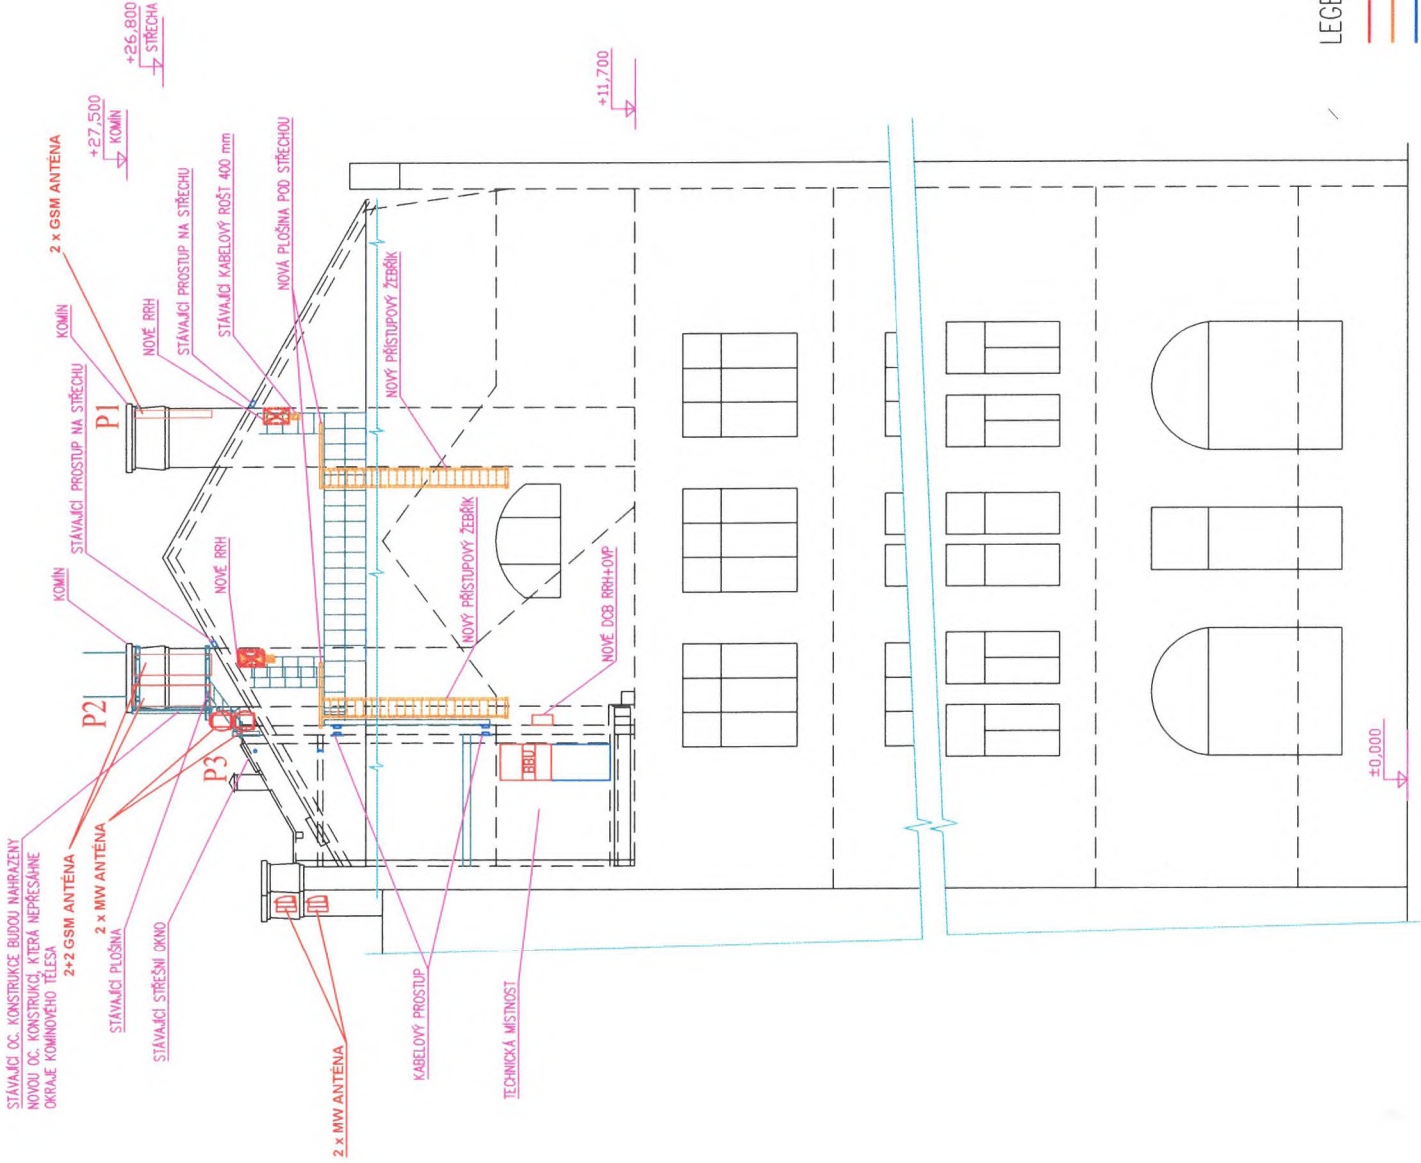 STÁVAJÍCÍ OC. KONSTRUKCE BUDOU NAHRAZENY
NOVOU OC. KONSTRUKCÍ, KTERÁ NEPŘESÁHNE
OKRAJE KOMÍNOVÉHO TĚLESA
2+2 GSM ANTÉNA
2 x MW ANTÉNA
STÁVAJÍCÍ PLOŠINA
STÁVAJÍCÍ STŘEŠNÍ OKNO
2 x MW ANTÉNA
KABELOVÝ PROSTUP
TECHNICKÁ MÍSTNOST
P2
P3
KOMÍN
STÁVAJÍCÍ PROSTUP NA STŘECHU
NOVÉ RRH
NOVÝ PŘÍSTUPOVÝ ŽEBŘÍK
NOVÉ DCB RRH+OVP
BBU
P1
KOMÍN
2 x GSM ANTÉNA
NOVÉ RRH
STÁVAJÍCÍ PROSTUP NA STŘECHU
STÁVAJÍCÍ KABELOVÝ ROŠT 400 mm
NOVÁ PLOŠINA POD STŘECHOU
NOVÝ PŘÍSTUPOVÝ ŽEBŘÍK
+27,500
KOMÍN
+26,800
STŘECHA
+11,700
±0,000
LEGE